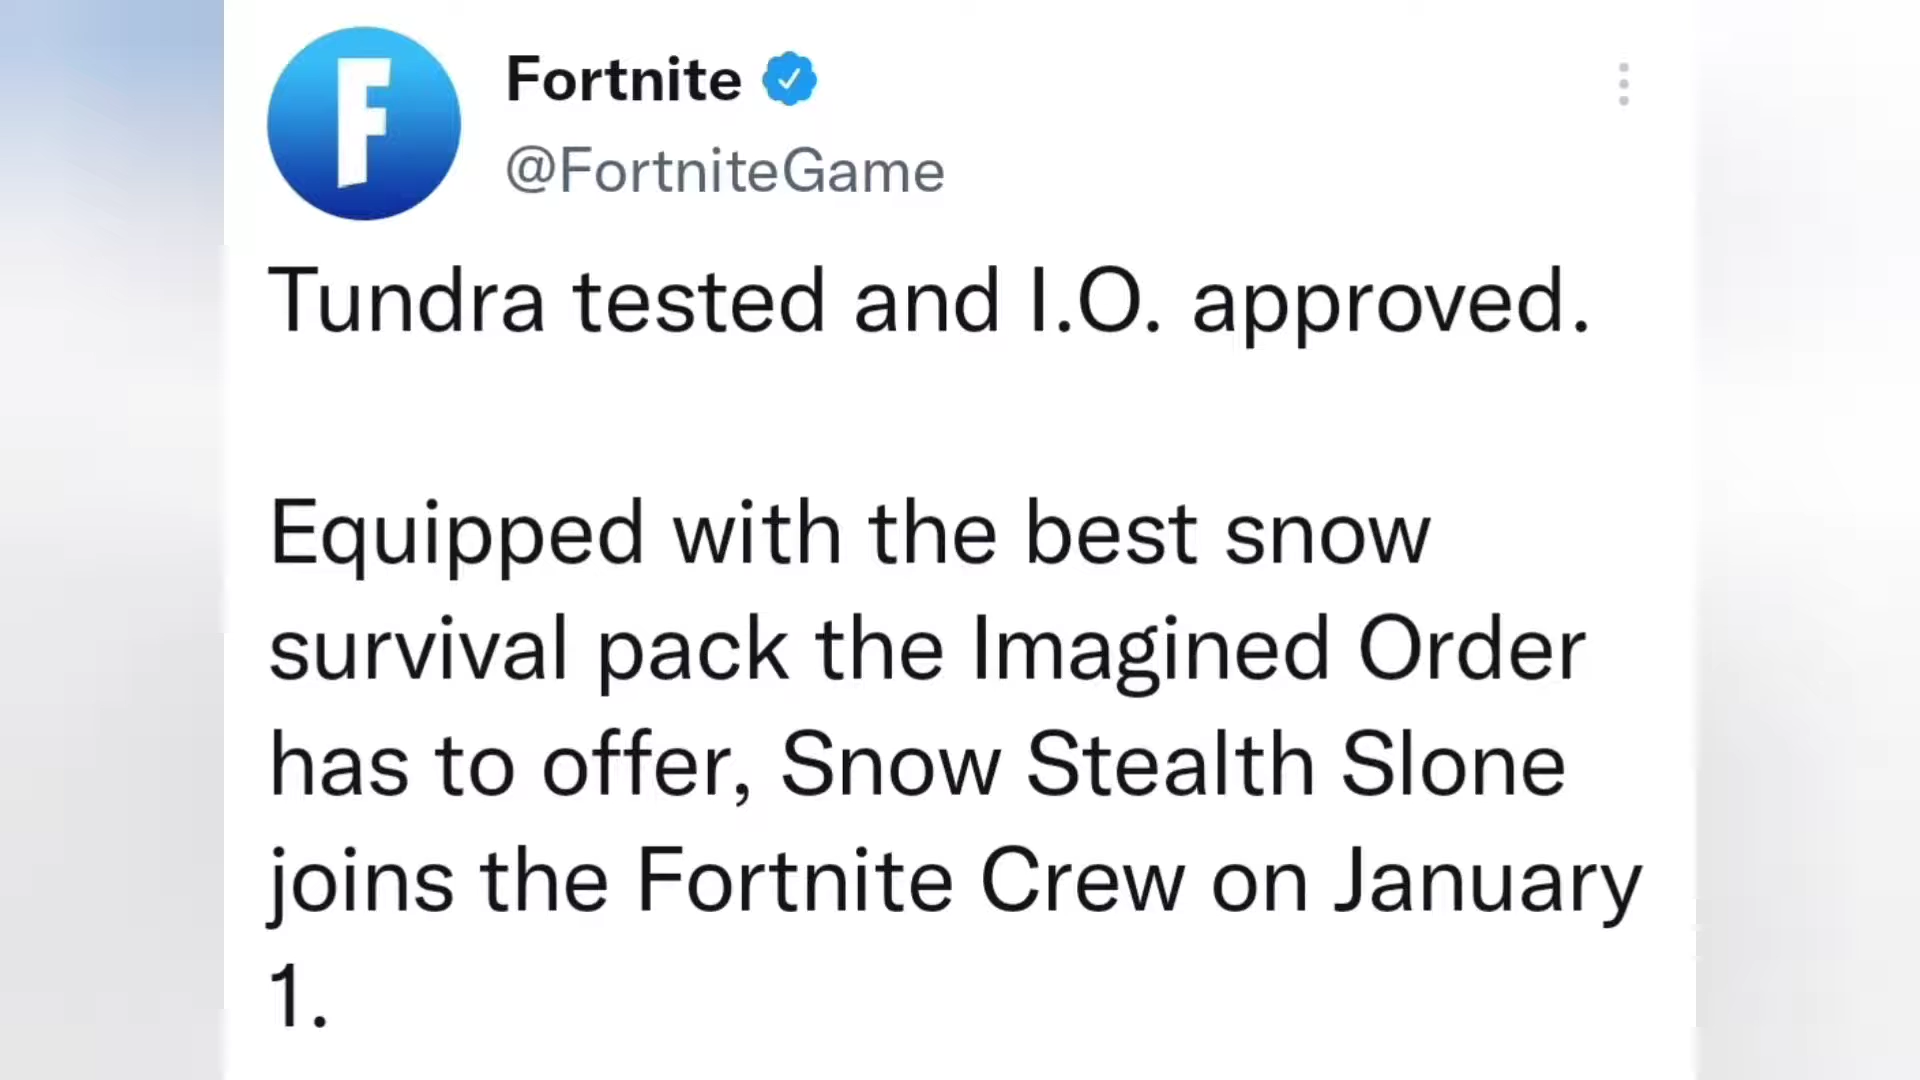 Fortnite
@FortniteGame
Tundra tested and I.O. approved.
Equipped with the best snow
survival pack the Imagined Order
has to offer, Snow Stealth Slone
joins the Fortnite Crew on January
1.